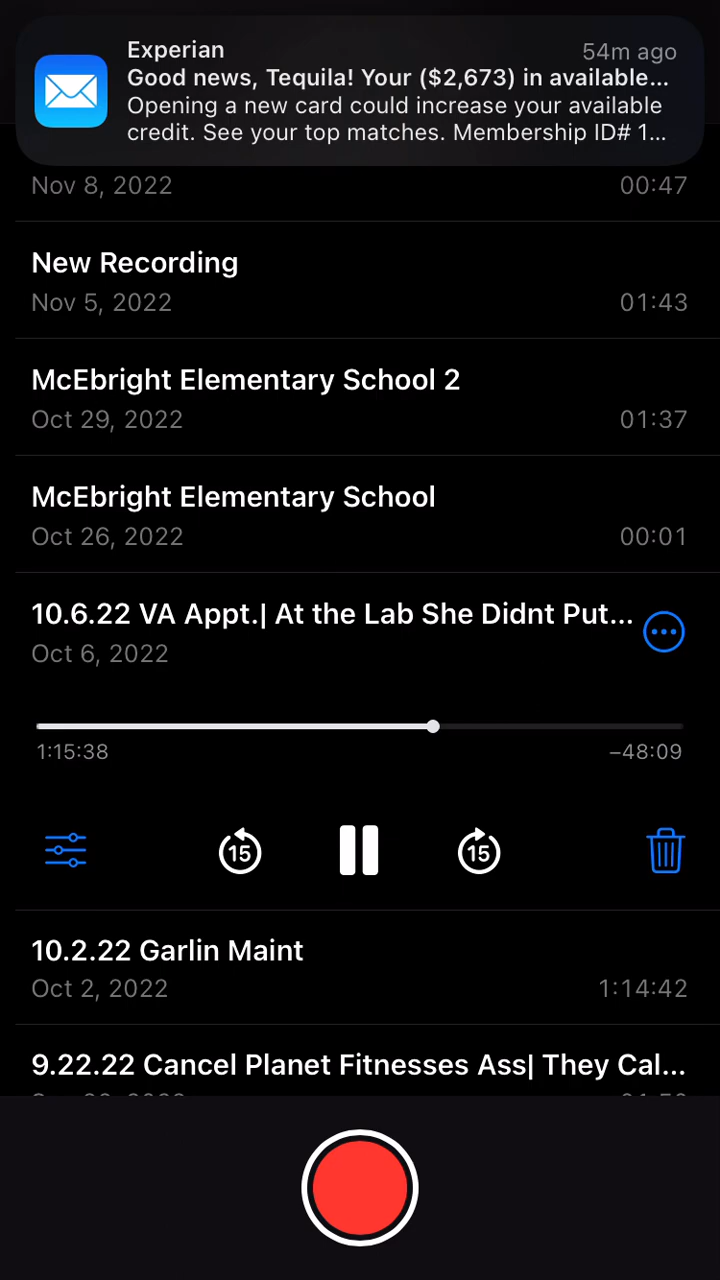 Experian
54m ago
Good news, Tequila! Your ($2,673) in available...
Opening a new card could increase your available
credit. See your top matches. Membership ID# 1...
Nov 8, 2022
00:47
New Recording
Nov 5, 2022
01:43
McEbright Elementary School 2
Oct 29, 2022
01:37
McEbright Elementary School
Oct 26, 2022
00:01
10.6.22 VA Appt.| At the Lab She Didnt Put...
Oct 6, 2022
1:15:38
–48:09
15
15
10.2.22 Garlin Maint
Oct 2, 2022
1:14:42
9.22.22 Cancel Planet Fitnesses Ass| They Cal...